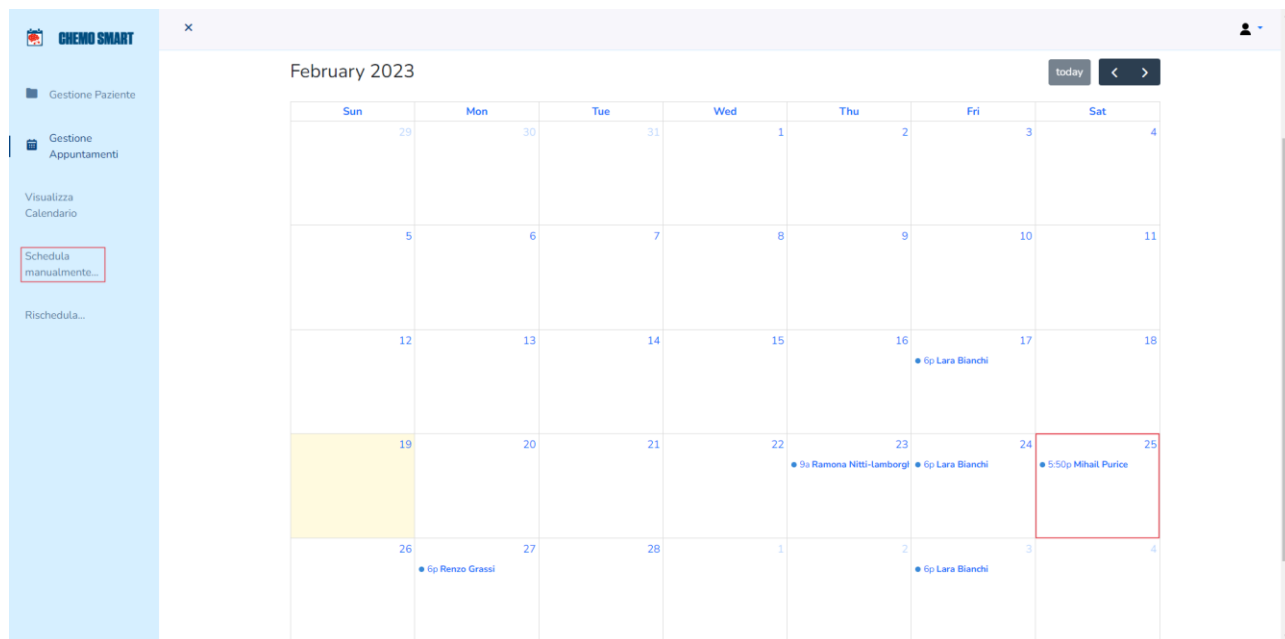 CHEMO SMART
Gestione Paziente
Gestione
Appuntamenti
Visualizza
Calendario
Schedula
manualmente...
Rischedula...
×
February 2023
today
Sun Mon Tue Wed Thu Fri Sat
29 30 31 1 2 3 4
5 6 7 8 9 10 11
12 13 14 15 16 17 18
6p Lara Bianchi
19 20 21 22 23 24 25
9a Ramona Nitti-lamborgl 6p Lara Bianchi 5:50p Mihail Purice
26 27 28 1 2 3 4
6p Renzo Grassi 6p Lara Bianchi